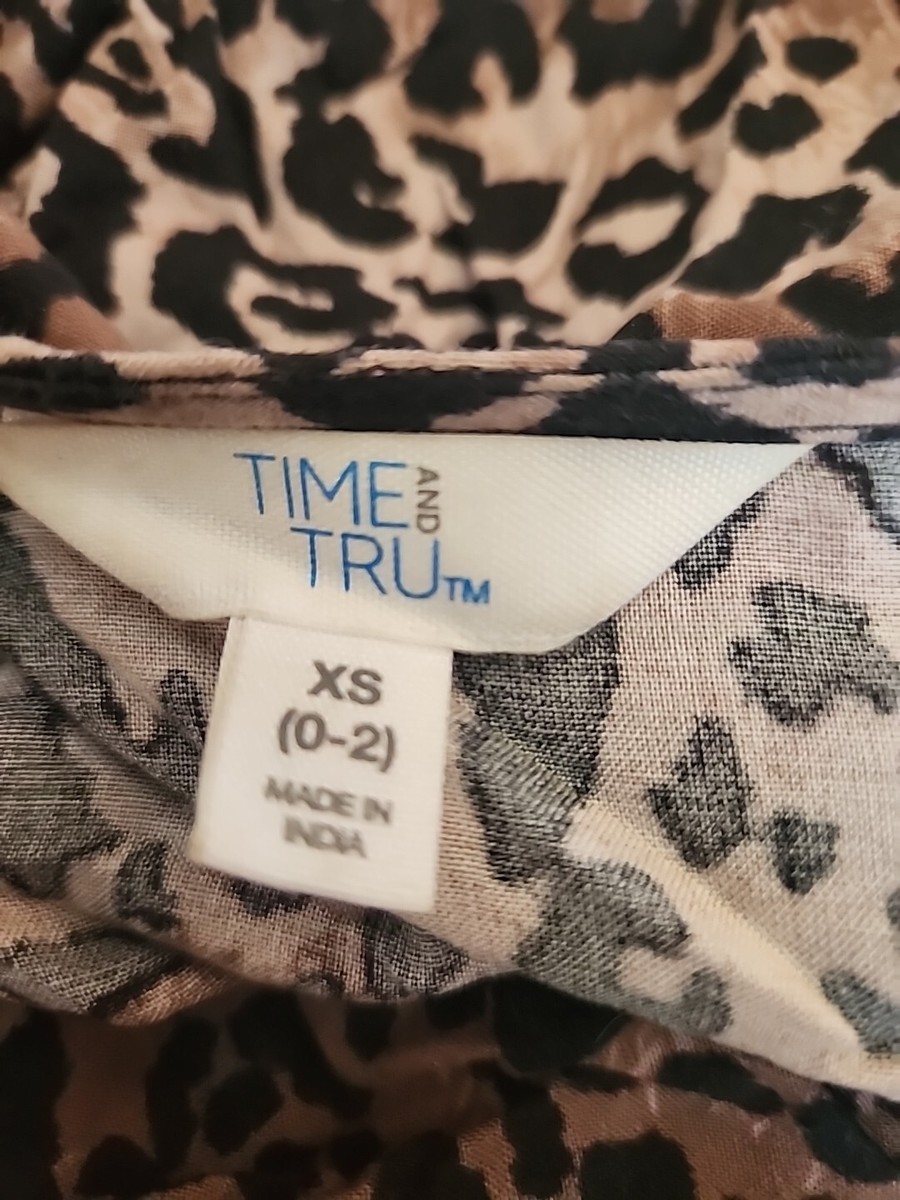 TIME AND
TRU™
XS
(0-2)
MADE IN
INDIA